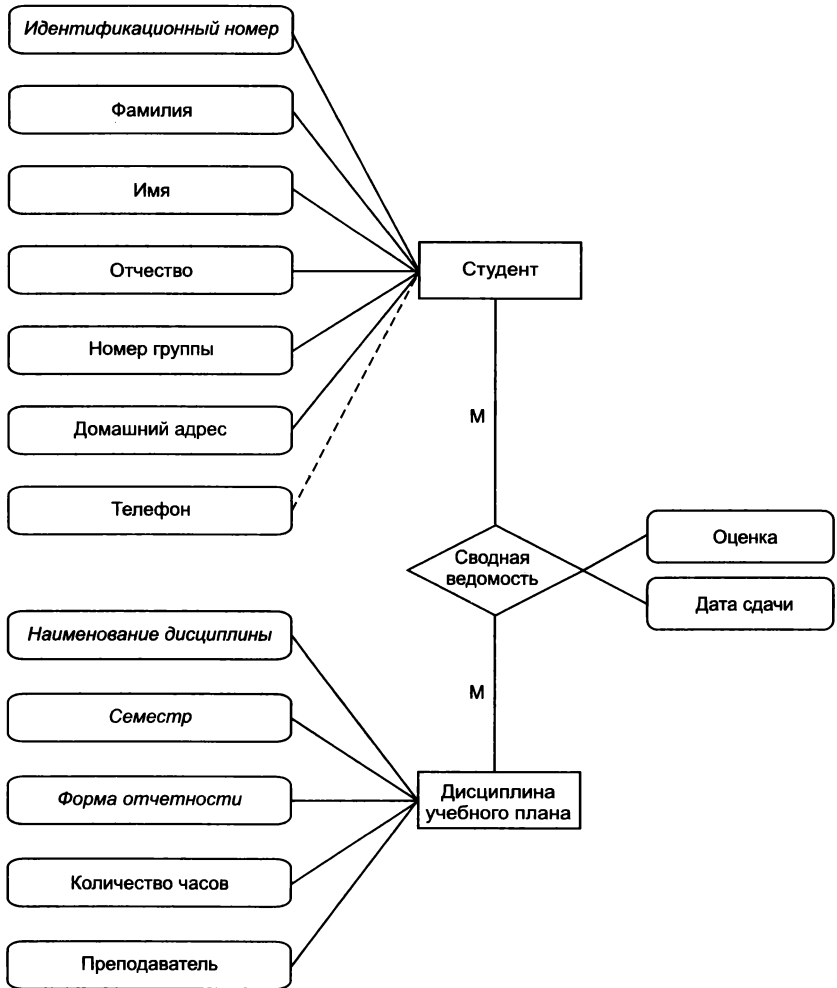 Идентификационный номер
Фамилия
Имя
Отчество
Студент
Номер группы
Домашний адрес
М
Телефон
Сводная
ведомость
Оценка
Дата сдачи
Наименование дисциплины
М
Семестр
Форма отчетности
Дисциплина
учебного плана
Количество часов
Преподаватель